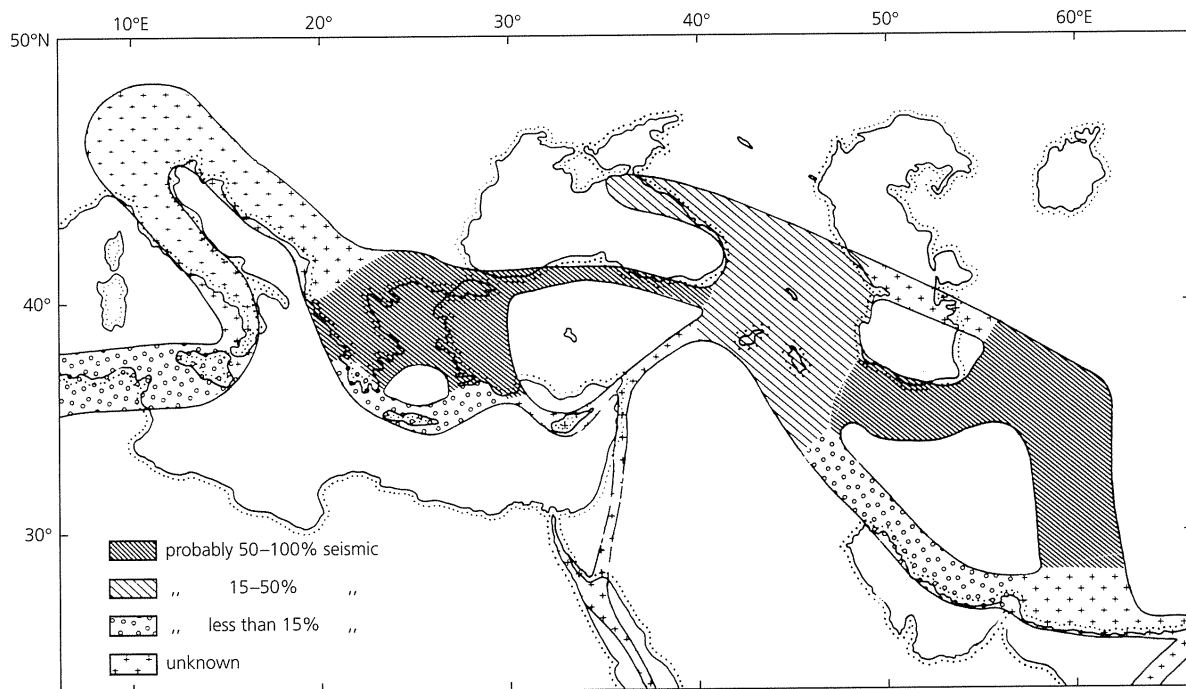 10°E 20° 30° 40° 50° 60°E
50°N
40°
30°
probably 50–100% seismic
,, 15–50% ,,
,, less than 15% ,,
unknown